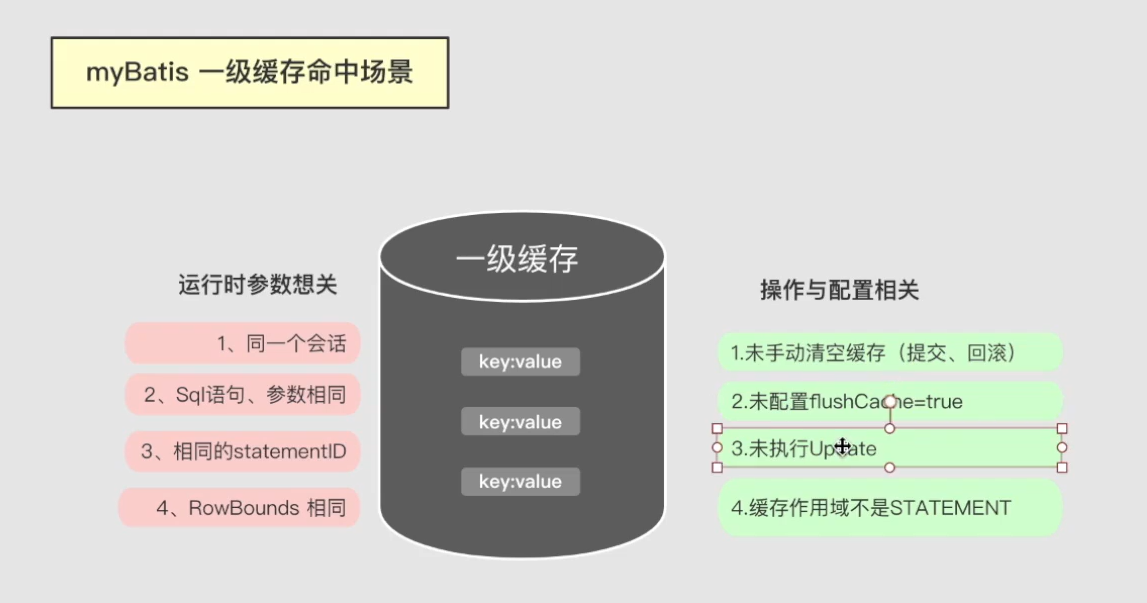 myBatis 一级缓存命中场景
一级缓存
运行时参数想关
1、同一个会话
2、Sql语句、参数相同
3、相同的statementID
4、RowBounds 相同
key:value
key:value
key:value
操作与配置相关
1.未手动清空缓存（提交、回滚）
2.未配置flushCache=true
3.未执行Update
4.缓存作用域不是STATEMENT